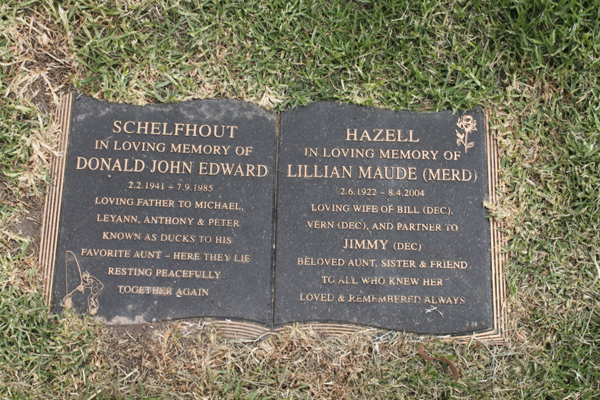 SCHELFHOUT
IN LOVING MEMORY OF
DONALD JOHN EDWARD
2.2.1941 – 7.9.1985
LOVING FATHER TO MICHAEL,
LEYANN, ANTHONY & PETER
KNOWN AS DUCKS TO HIS
FAVORITE AUNT – HERE THEY LIE
RESTING PEACEFULLY
TOGETHER AGAIN
HAZELL
IN LOVING MEMORY OF
LILLIAN MAUDE (MERD)
2.6.1922 – 8.4.2004
LOVING WIFE OF BILL (DEC),
VERN (DEC), AND PARTNER TO
JIMMY (DEC)
BELOVED AUNT, SISTER & FRIEND
TO ALL WHO KNEW HER
LOVED & REMEMBERED ALWAYS